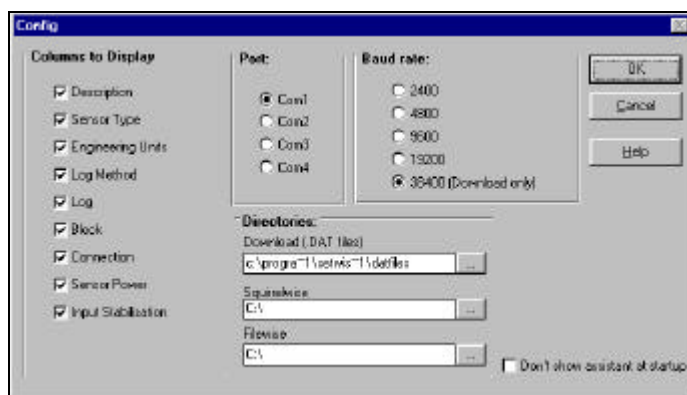 Config
Columns to Display
Description
Sensor Type
Engineering Units
Log Method
Log
Block
Connection
Sensor Power
Input Stabilisation
Port:
Com1
Com2
Com3
Com4
Baud rate:
2400
4800
9600
19200
38400 (Download only)
OK
Cancel
Help
Directories:
Download (.DAT files)
c:\progra~1\setwis~1\datfiles
...
Squirrelwise
C:\
...
Filewise
C:\
...
Don't show assistant at startup